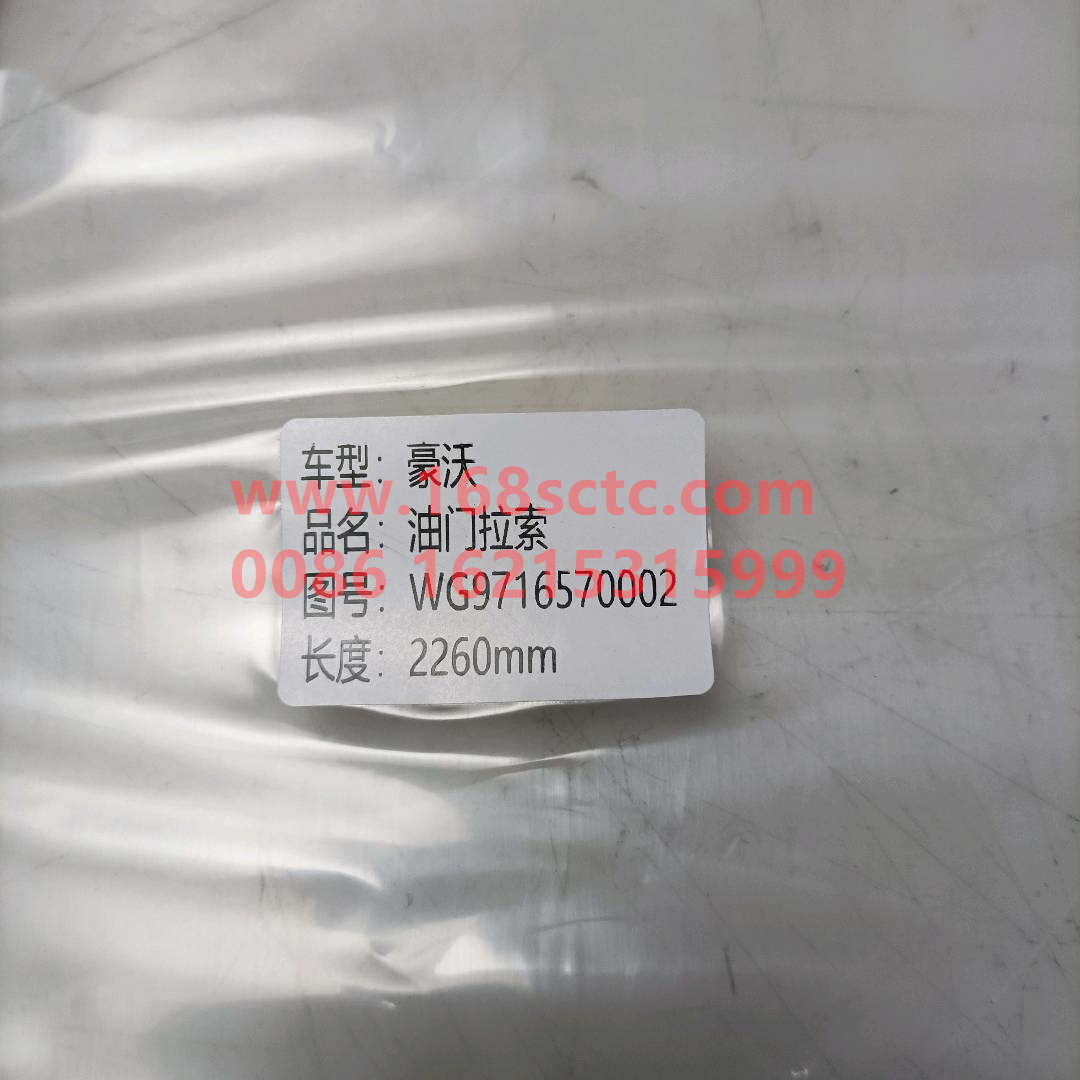 车型：豪沃
www.168sctc.com
品名：油门拉索
0086 16215315999
图号：WG9716570002
长度：2260mm